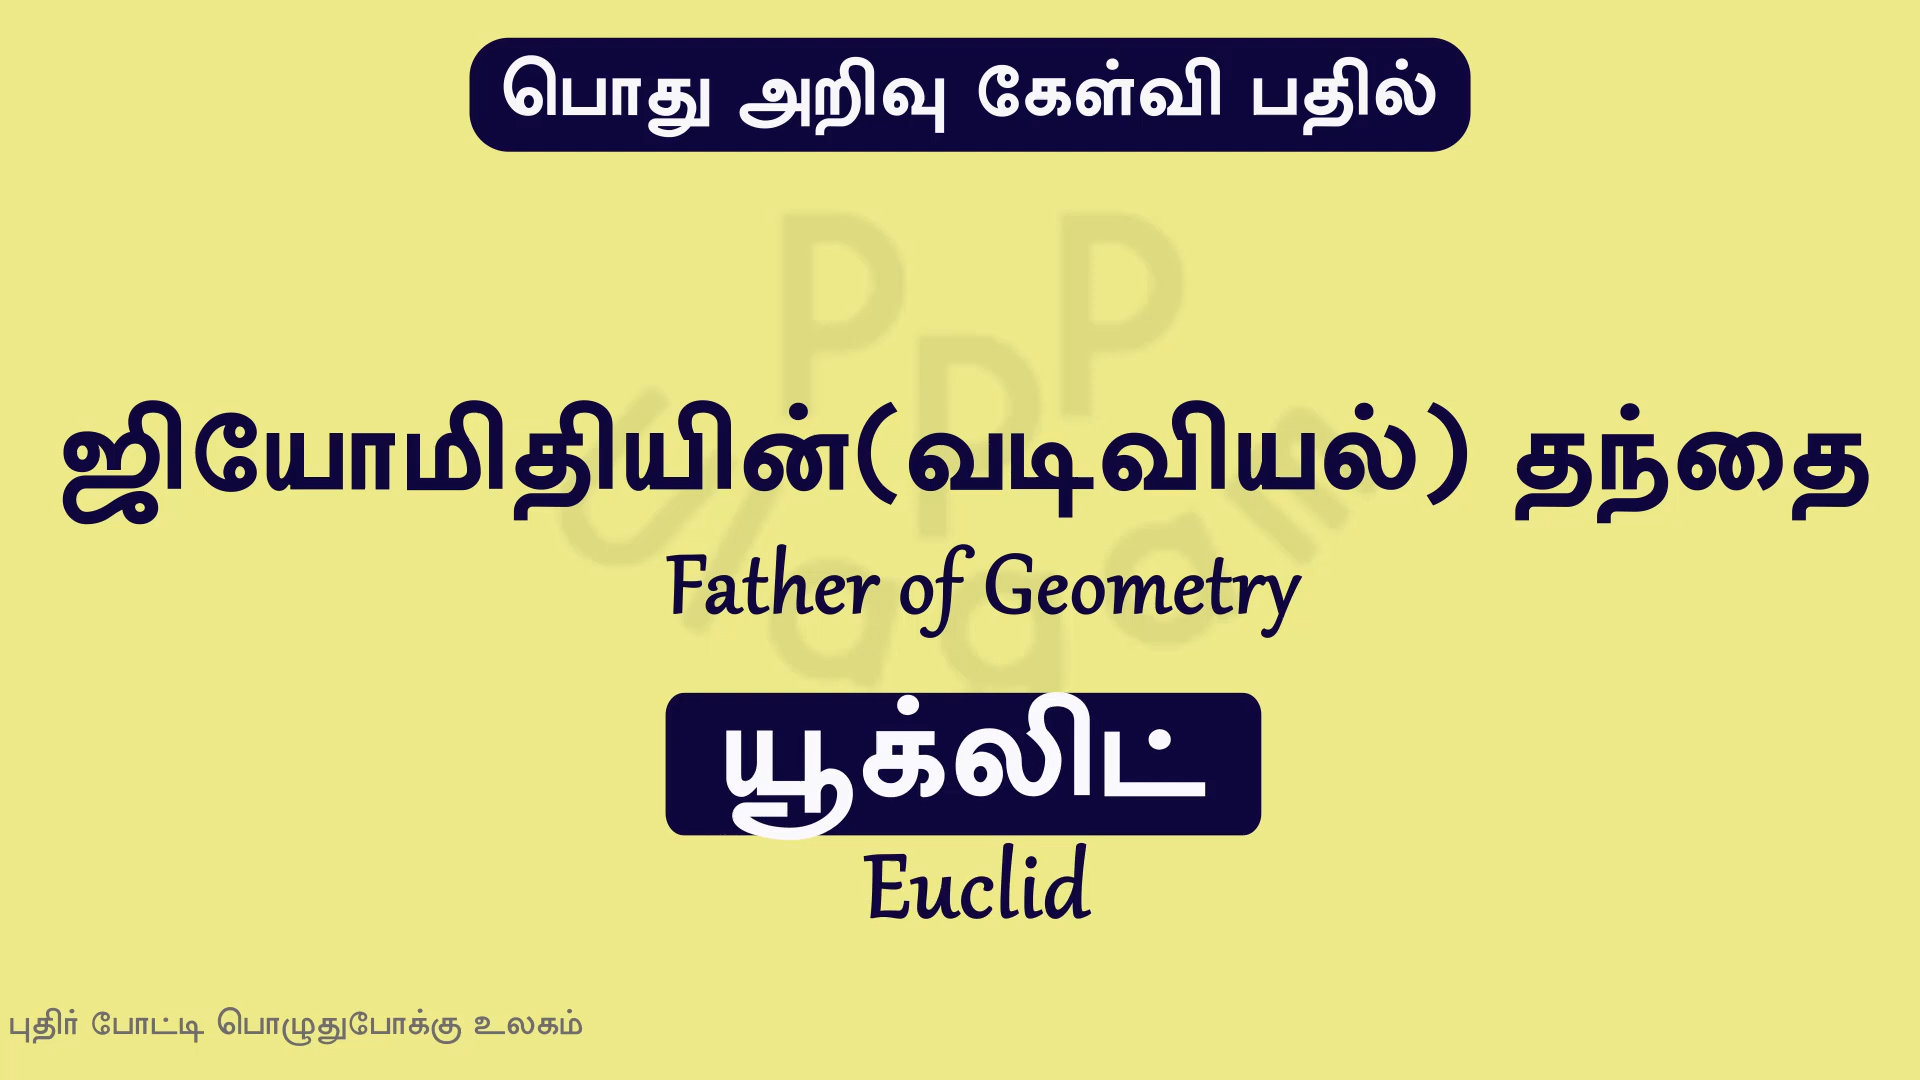 பொது அறிவு கேள்வி பதில்
ஜியோமிதியின்(வடிவியல்) தந்தை
Father of Geometry
யூக்லிட்
Euclid
புதிர் போட்டி பொழுதுபோக்கு உலகம்